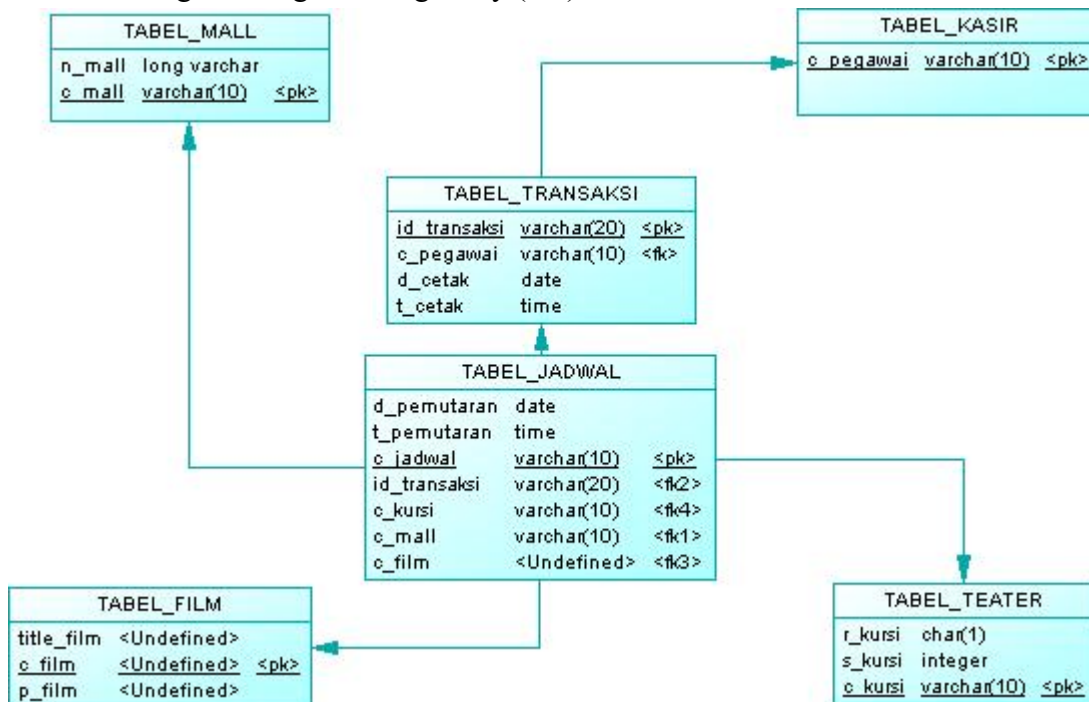 TABEL_MALL
n_mall long varchar
c_mall varchar(10) <pk>
TABEL_KASIR
c_pegawai varchar(10) <pk>
TABEL_TRANSAKSI
id_transaksi varchar(20) <pk>
c_pegawai varchar(10) <fk>
d_cetak date
t_cetak time
TABEL_JADWAL
d_pemutaran date
t_pemutaran time
c_jadwal varchar(10) <pk>
id_transaksi varchar(20) <fk2>
c_kursi varchar(10) <fk4>
c_mall varchar(10) <fk1>
c_film <Undefined> <fk3>
TABEL_FILM
title_film <Undefined>
c_film <Undefined> <pk>
p_film <Undefined>
TABEL_TEATER
r_kursi char(1)
s_kursi integer
c_kursi varchar(10) <pk>